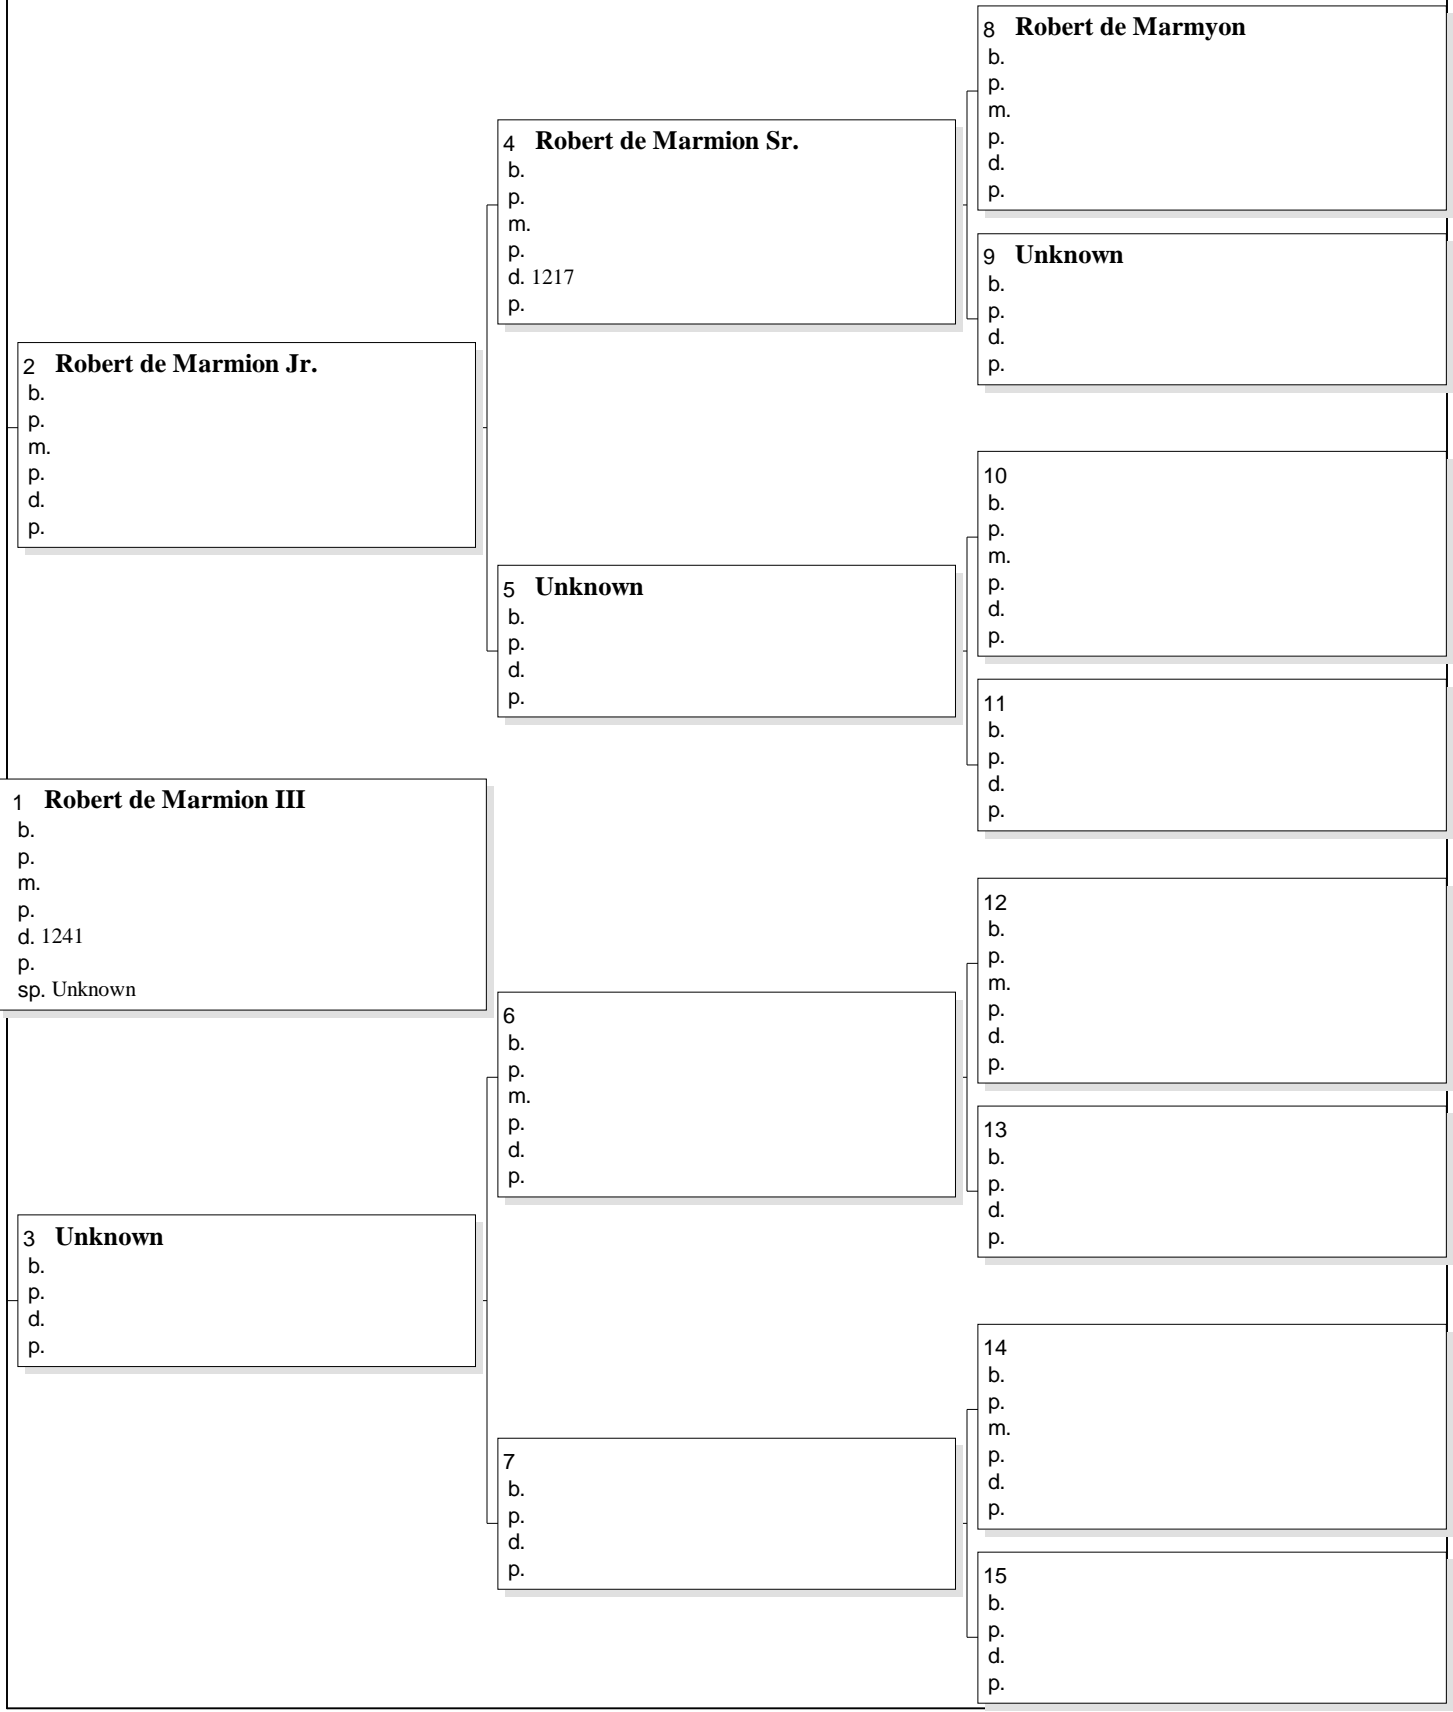 8 Robert de Marmyon
b.
p.
m.
p.
d.
p.
4 Robert de Marmion Sr.
b.
p.
m.
p.
d. 1217
p.
9 Unknown
b.
p.
d.
p.
2 Robert de Marmion Jr.
b.
p.
m.
p.
d.
p.
10
b.
p.
m.
p.
d.
p.
5 Unknown
b.
p.
d.
p.
11
b.
p.
d.
p.
1 Robert de Marmion III
b.
p.
m.
p.
d. 1241
p.
sp. Unknown
12
b.
p.
m.
p.
d.
p.
6
b.
p.
m.
p.
d.
p.
13
b.
p.
d.
p.
3 Unknown
b.
p.
d.
p.
14
b.
p.
m.
p.
d.
p.
7
b.
p.
d.
p.
15
b.
p.
d.
p.